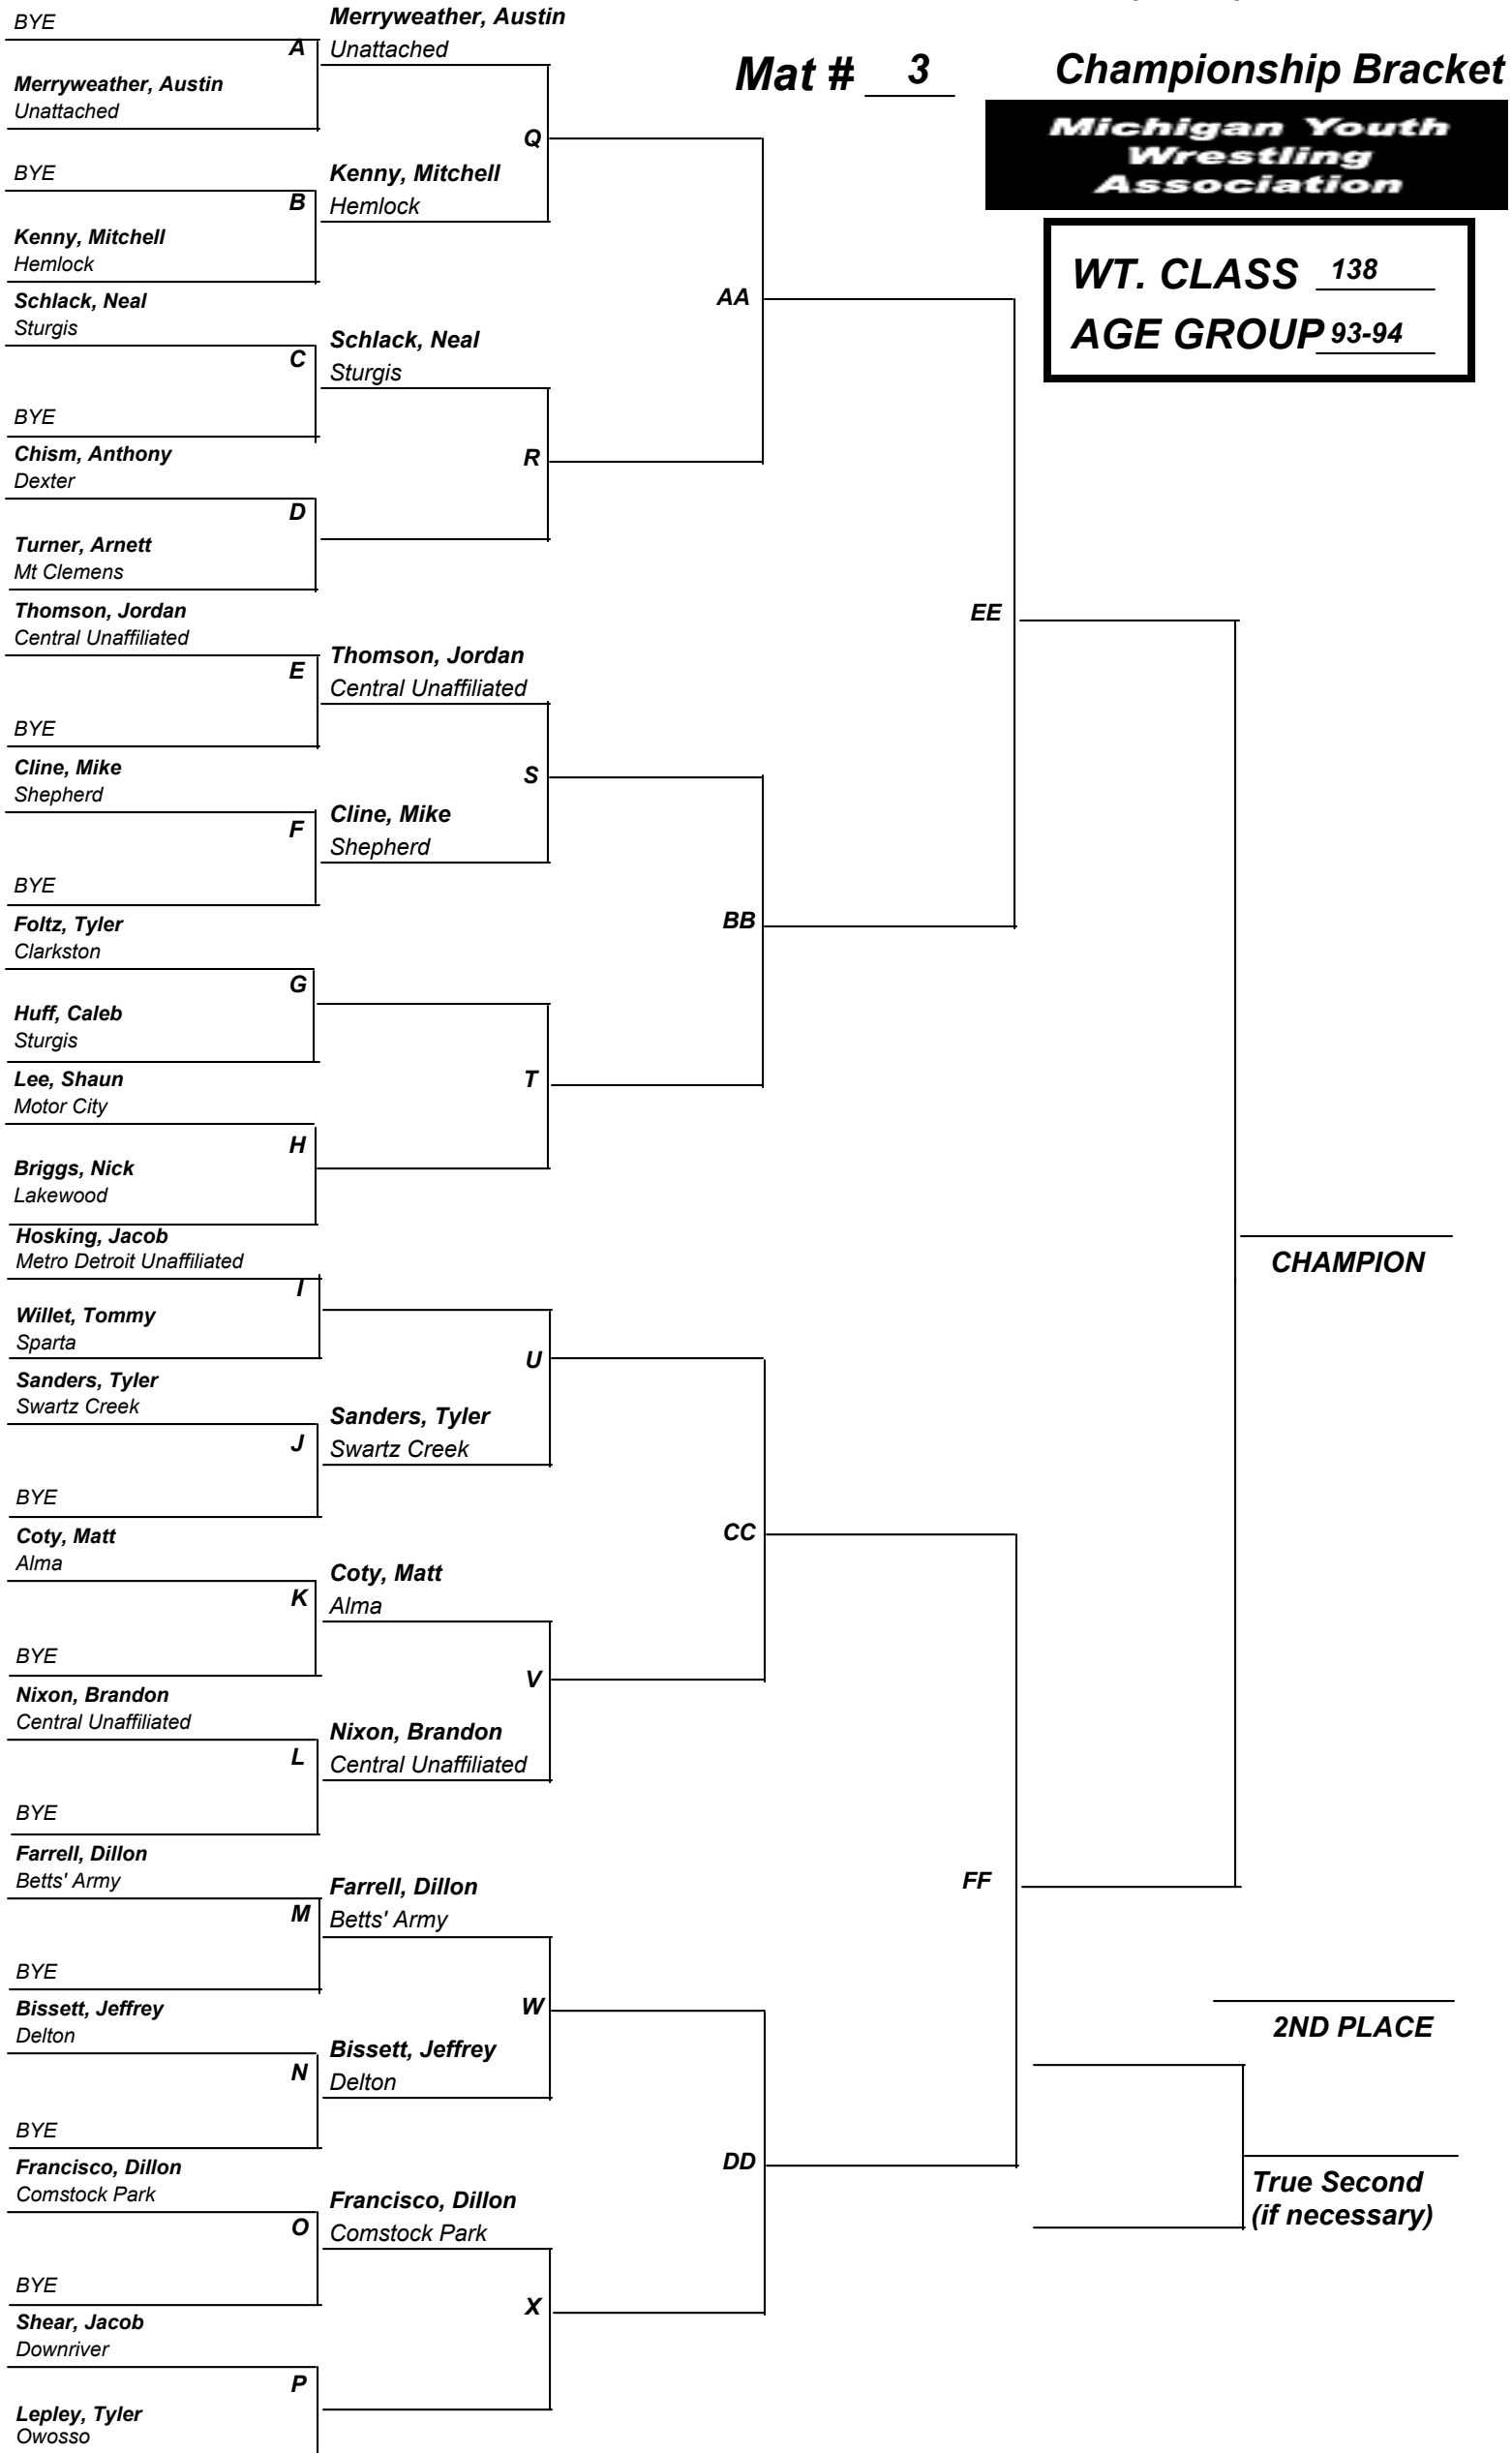 Mat # 3
Championship Bracket
Michigan Youth
Wrestling
Association
WT. CLASS 138
AGE GROUP 93-94
BYE
A
Merryweather, Austin
Unattached
BYE
B
Kenny, Mitchell
Hemlock
Schlack, Neal
Sturgis
C
BYE
Chism, Anthony
Dexter
D
Turner, Arnett
Mt Clemens
Thomson, Jordan
Central Unaffiliated
E
BYE
Cline, Mike
Shepherd
F
BYE
Foltz, Tyler
Clarkston
G
Huff, Caleb
Sturgis
Lee, Shaun
Motor City
H
Briggs, Nick
Lakewood
Hosking, Jacob
Metro Detroit Unaffiliated
I
Willet, Tommy
Sparta
Sanders, Tyler
Swartz Creek
J
BYE
Coty, Matt
Alma
K
BYE
Nixon, Brandon
Central Unaffiliated
L
BYE
Farrell, Dillon
Betts' Army
M
BYE
Bissett, Jeffrey
Delton
N
BYE
Francisco, Dillon
Comstock Park
O
BYE
Shear, Jacob
Downriver
P
Lepley, Tyler
Owosso
Merryweather, Austin
Unattached
Q
Kenny, Mitchell
Hemlock
Schlack, Neal
Sturgis
R
Thomson, Jordan
Central Unaffiliated
S
Cline, Mike
Shepherd
T
U
Sanders, Tyler
Swartz Creek
Coty, Matt
Alma
V
Nixon, Brandon
Central Unaffiliated
Farrell, Dillon
Betts' Army
W
Bissett, Jeffrey
Delton
Francisco, Dillon
Comstock Park
X
AA
BB
CC
DD
EE
FF
CHAMPION
2ND PLACE
True Second
(if necessary)